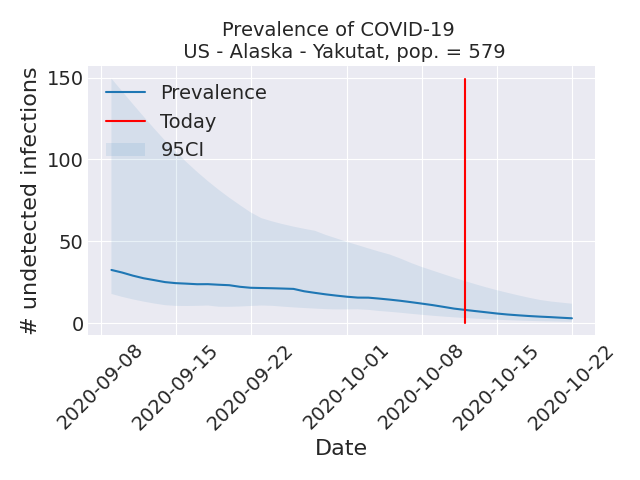 Prevalence of COVID-19
US - Alaska - Yakutat, pop. = 579
# undetected infections
150
100
50
0
Prevalence
Today
95CI
2020-09-08
2020-09-15
2020-09-22
2020-10-01
2020-10-08
2020-10-15
2020-10-22
Date